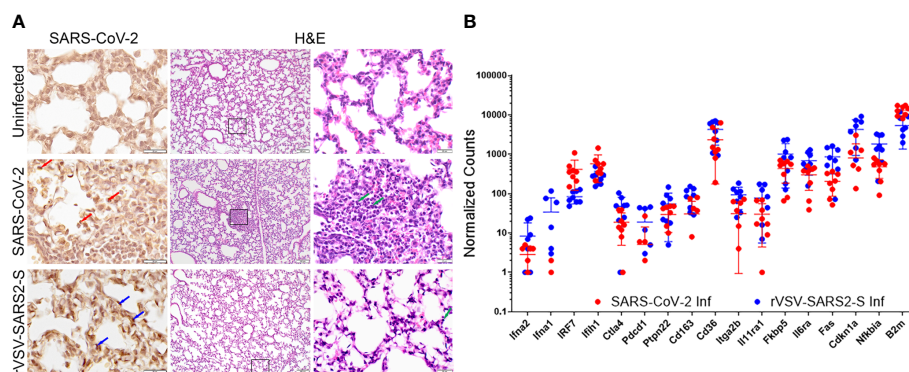 A
B
SARS-CoV-2
H&E
Uninfected
SARS-CoV-2
VSV-SARS2-S
Normalized Counts
100000
10000
1000
100
10
1
0.1
SARS-CoV-2 Inf
rVSV-SARS2-S Inf
Ifna2
Ifna1
IRF7
Ifih1
Ctla4
Pdcd1
Ptpn22
Cd163
Cd36
Itga2b
Il11ra1
Fkbp5
Il6ra
Fas
Cdkn1a
Nfkbia
B2m